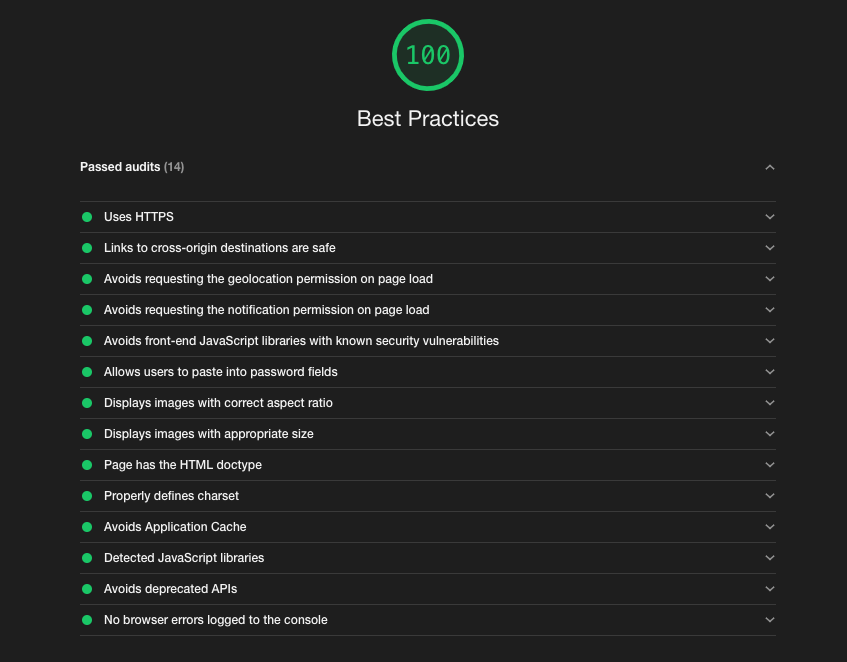 100
Best Practices
Passed audits (14)
Uses HTTPS
Links to cross-origin destinations are safe
Avoids requesting the geolocation permission on page load
Avoids requesting the notification permission on page load
Avoids front-end JavaScript libraries with known security vulnerabilities
Allows users to paste into password fields
Displays images with correct aspect ratio
Displays images with appropriate size
Page has the HTML doctype
Properly defines charset
Avoids Application Cache
Detected JavaScript libraries
Avoids deprecated APIs
No browser errors logged to the console